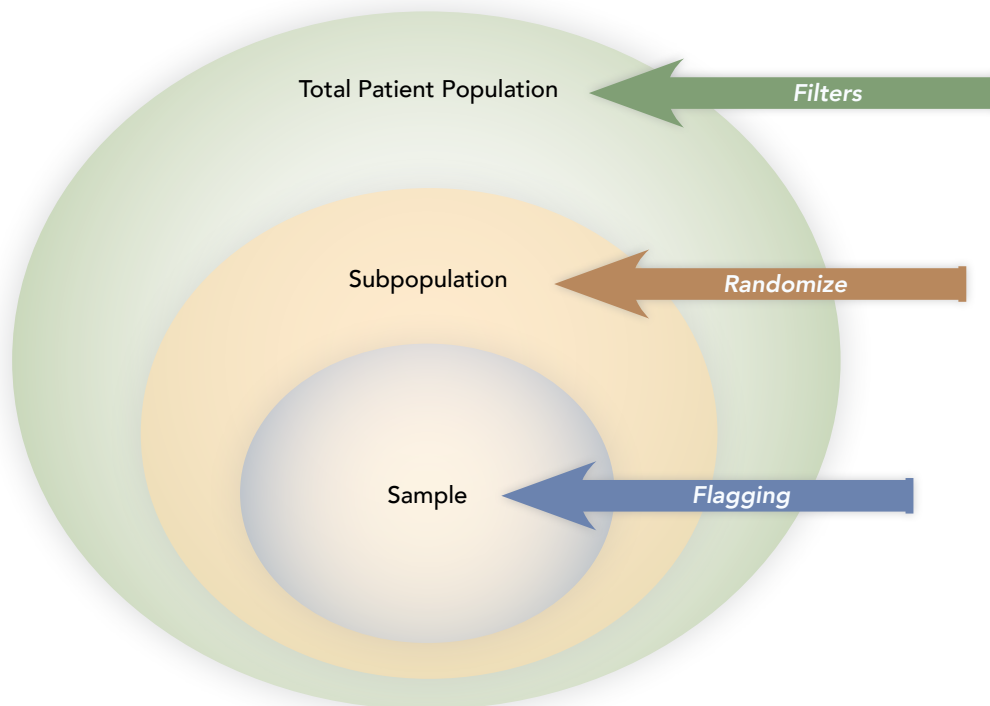 Total Patient Population
Filters
Subpopulation
Randomize
Sample
Flagging